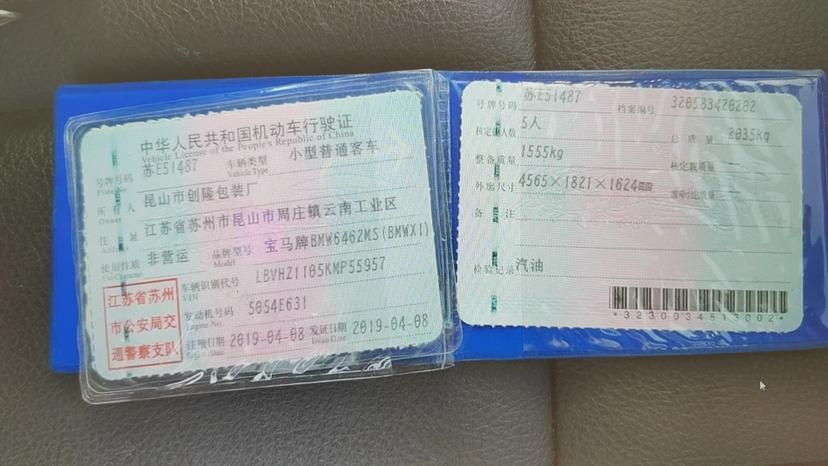 中华人民共和国机动车行驶证
Vehicle License of the People's Republic of China
号牌号码 苏E51487 车辆类型 小型普通客车
Plate No. Vehicle Type
所有人 昆山市创隆包装厂
Owner
住址 江苏省苏州市昆山市周庄镇云南工业区
Address
使用性质 非营运 品牌型号 宝马牌BMW6462MS(BMWX1)
Use Character Model
车辆识别代号 LBVHZ1105KMP55957
VIN
发动机号码 5054E631
Engine No.
注册日期 2019-04-08 发证日期 2019-04-08
Register Date Issue Date
江苏省苏州
市公安局交
通警察支队
号牌号码 苏E51487 档案编号 320583420202
核定载人数 5人 总质量 2035kg
整备质量 1555kg 核定载质量
外廓尺寸 4565×1821×1624mm 准牵引总质量
备注
检验记录 汽油